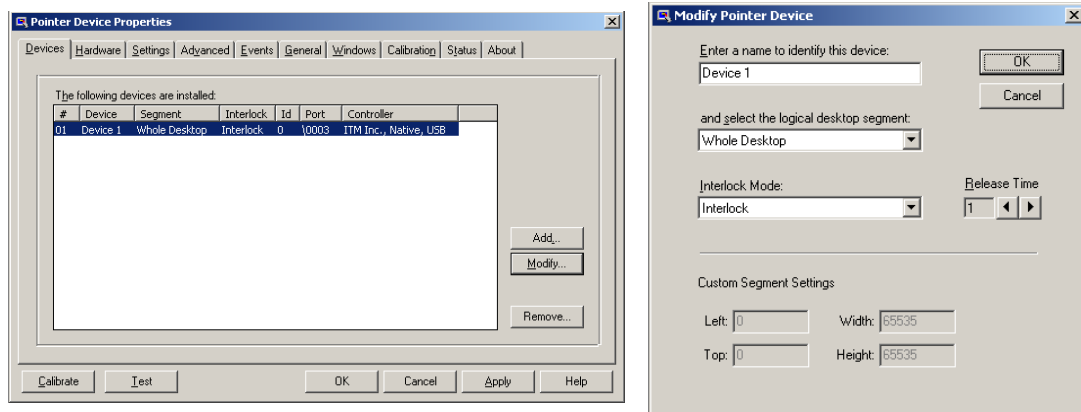 Pointer Device Properties
Devices Hardware Settings Advanced Events General Windows Calibration Status About
The following devices are installed:
# Device Segment Interlock Id Port Controller
01 Device 1 Whole Desktop Interlock 0 \0003 ITM Inc., Native, USB
Add...
Modify...
Remove...
Calibrate Test OK Cancel Apply Help
Modify Pointer Device
Enter a name to identify this device:
Device 1
OK
Cancel
and select the logical desktop segment:
Whole Desktop
Interlock Mode: Release Time
Interlock 1
Custom Segment Settings
Left: 0 Width: 65535
Top: 0 Height: 65535